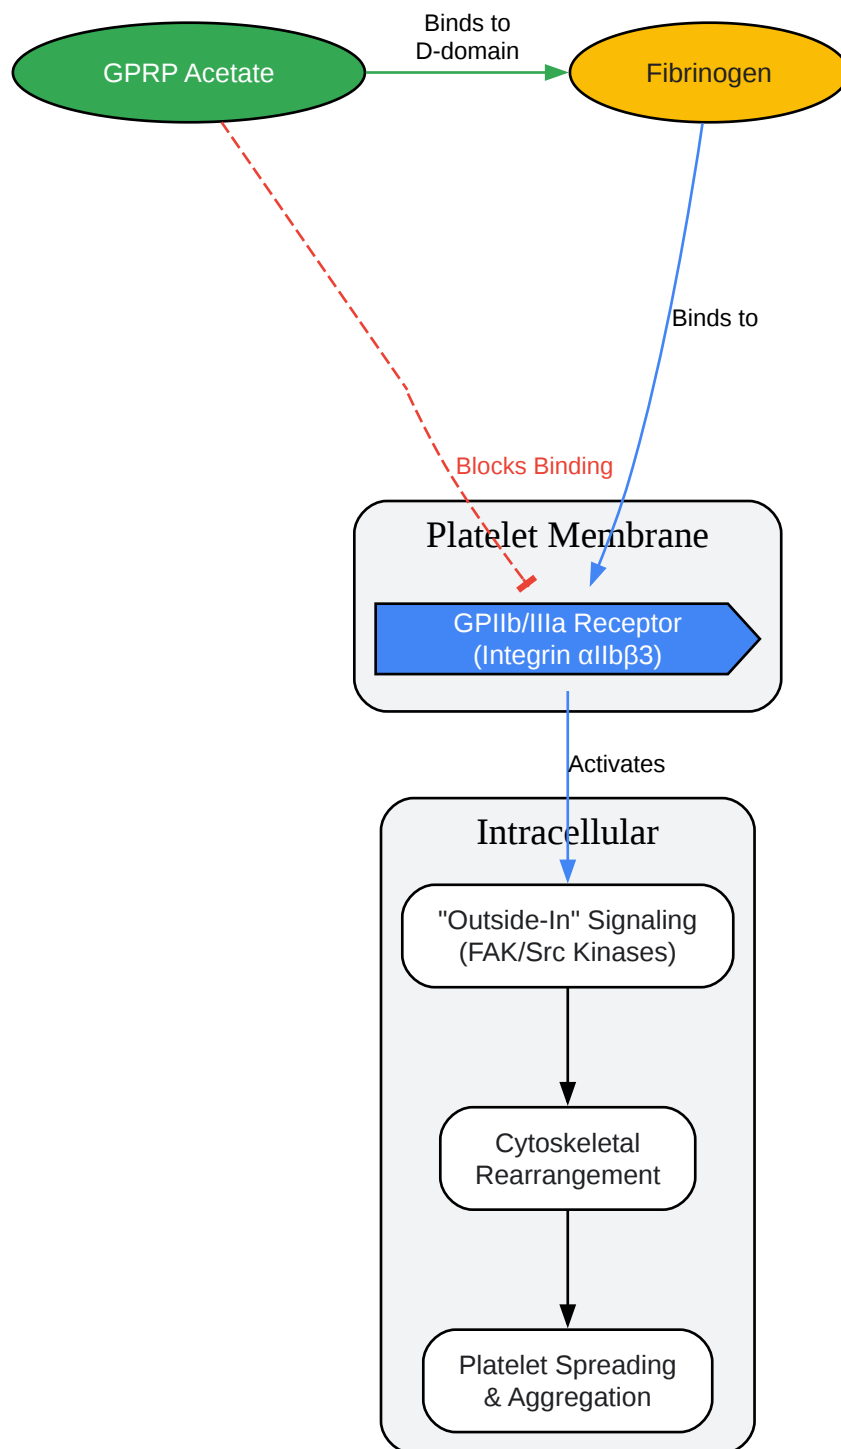 Binds to
D-domain
GPRP Acetate
Fibrinogen
Binds to
Blocks Binding
Platelet Membrane
GPIIb/IIIa Receptor
(Integrin αIIbβ3)
Activates
Intracellular
"Outside-In" Signaling
(FAK/Src Kinases)
Cytoskeletal
Rearrangement
Platelet Spreading
& Aggregation